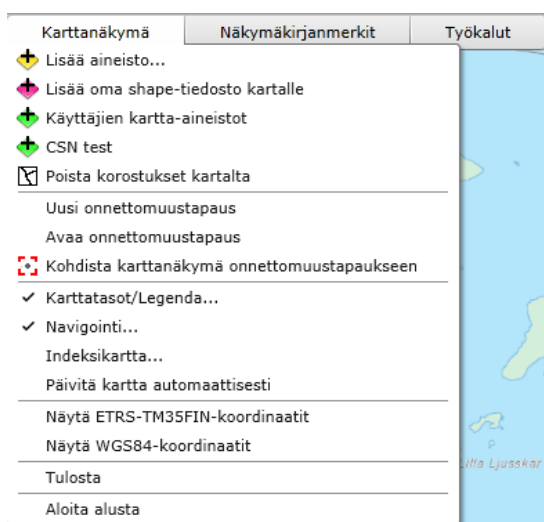 Karttanäkymä Näkymäkirjanmerkit Työkalut
Lisää aineisto...
Lisää oma shape-tiedosto kartalle
Käyttäjien kartta-aineistot
CSN test
Poista korostukset kartalta
Uusi onnettomuustapaus
Avaa onnettomuustapaus
Kohdista karttanäkymä onnettomuustapaukseen
Karttatasot/Legenda...
Navigointi...
Indeksikartta...
Päivitä kartta automaattisesti
Näytä ETRS-TM35FIN-koordinaatit
Näytä WGS84-koordinaatit
Tulosta
Aloita alusta